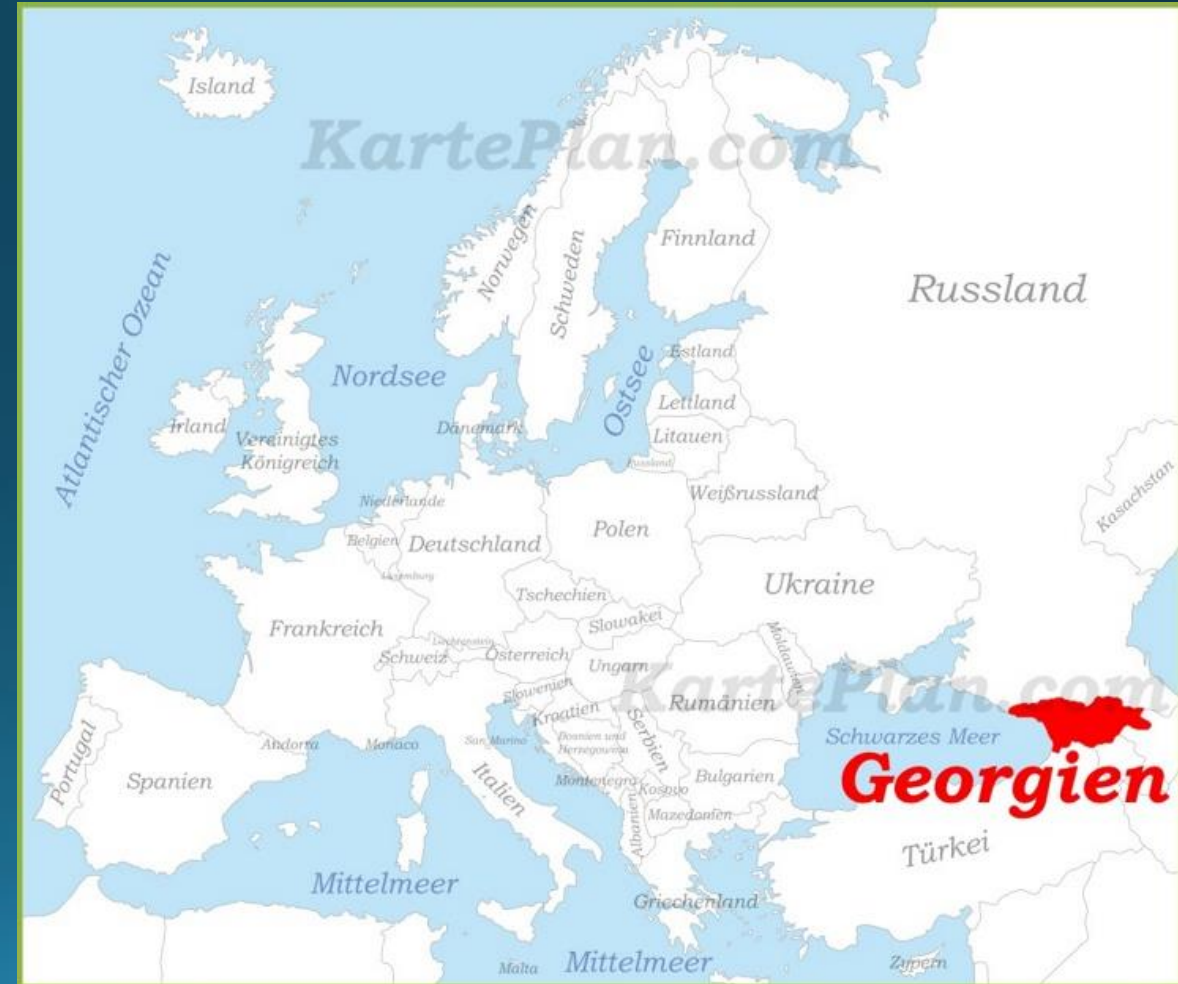 Island
KartePlan.com
Norwegen
Schweden
Finnland
Russland
Atlantischer Ozean
Nordsee
Ostsee
Estland
Lettland
Irland
Vereinigtes
Königreich
Dänemark
Litauen
Russland
Niederlande
Weißrussland
Kasachstan
Belgien
Deutschland
Polen
Luxemburg
Tschechien
Ukraine
Frankreich
Slowakei
Liechtenstein
Schweiz
Österreich
Ungarn
Moldawien
KartePlan.com
Slowenien
Kroatien
Rumänien
Portugal
Spanien
Andorra
Monaco
San Marino
Bosnien und
Herzegowina
Serbien
Schwarzes Meer
Georgien
Italien
Montenegro
Kosovo
Bulgarien
Albanien
Mazedonien
Türkei
Mittelmeer
Griechenland
Malta
Mittelmeer
Zypern